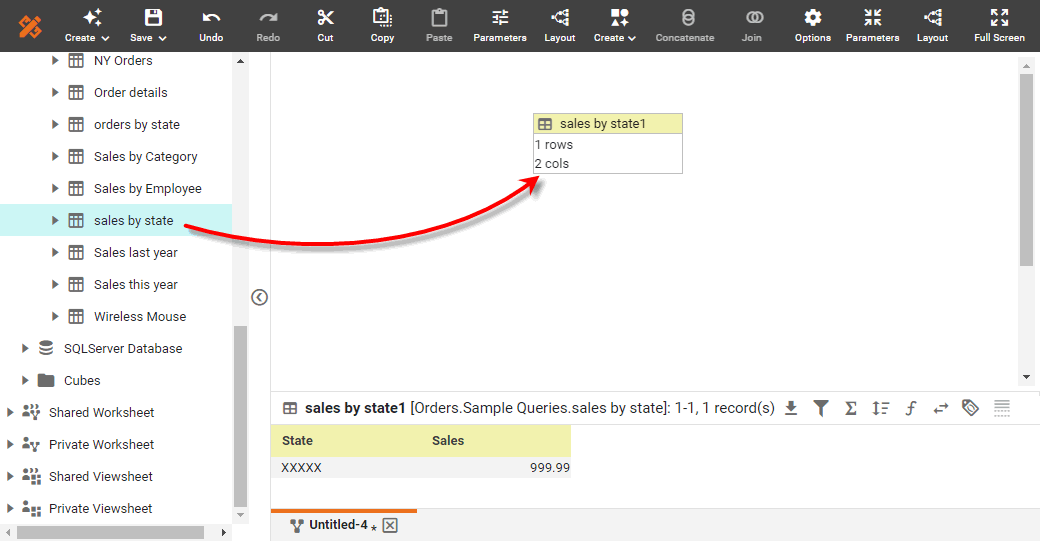 Create
Save
Undo
Redo
Cut
Copy
Paste
Parameters
Layout
Create
Concatenate
Join
Options
Parameters
Layout
Full Screen
NY Orders
Order details
orders by state
Sales by Category
Sales by Employee
sales by state
Sales last year
Sales this year
Wireless Mouse
SQLServer Database
Cubes
Shared Worksheet
Private Worksheet
Shared Viewsheet
Private Viewsheet
sales by state1
1 rows
2 cols
sales by state1 [Orders.Sample Queries.sales by state]: 1-1, 1 record(s)
State Sales
XXXXX 999.99
Untitled-4 *